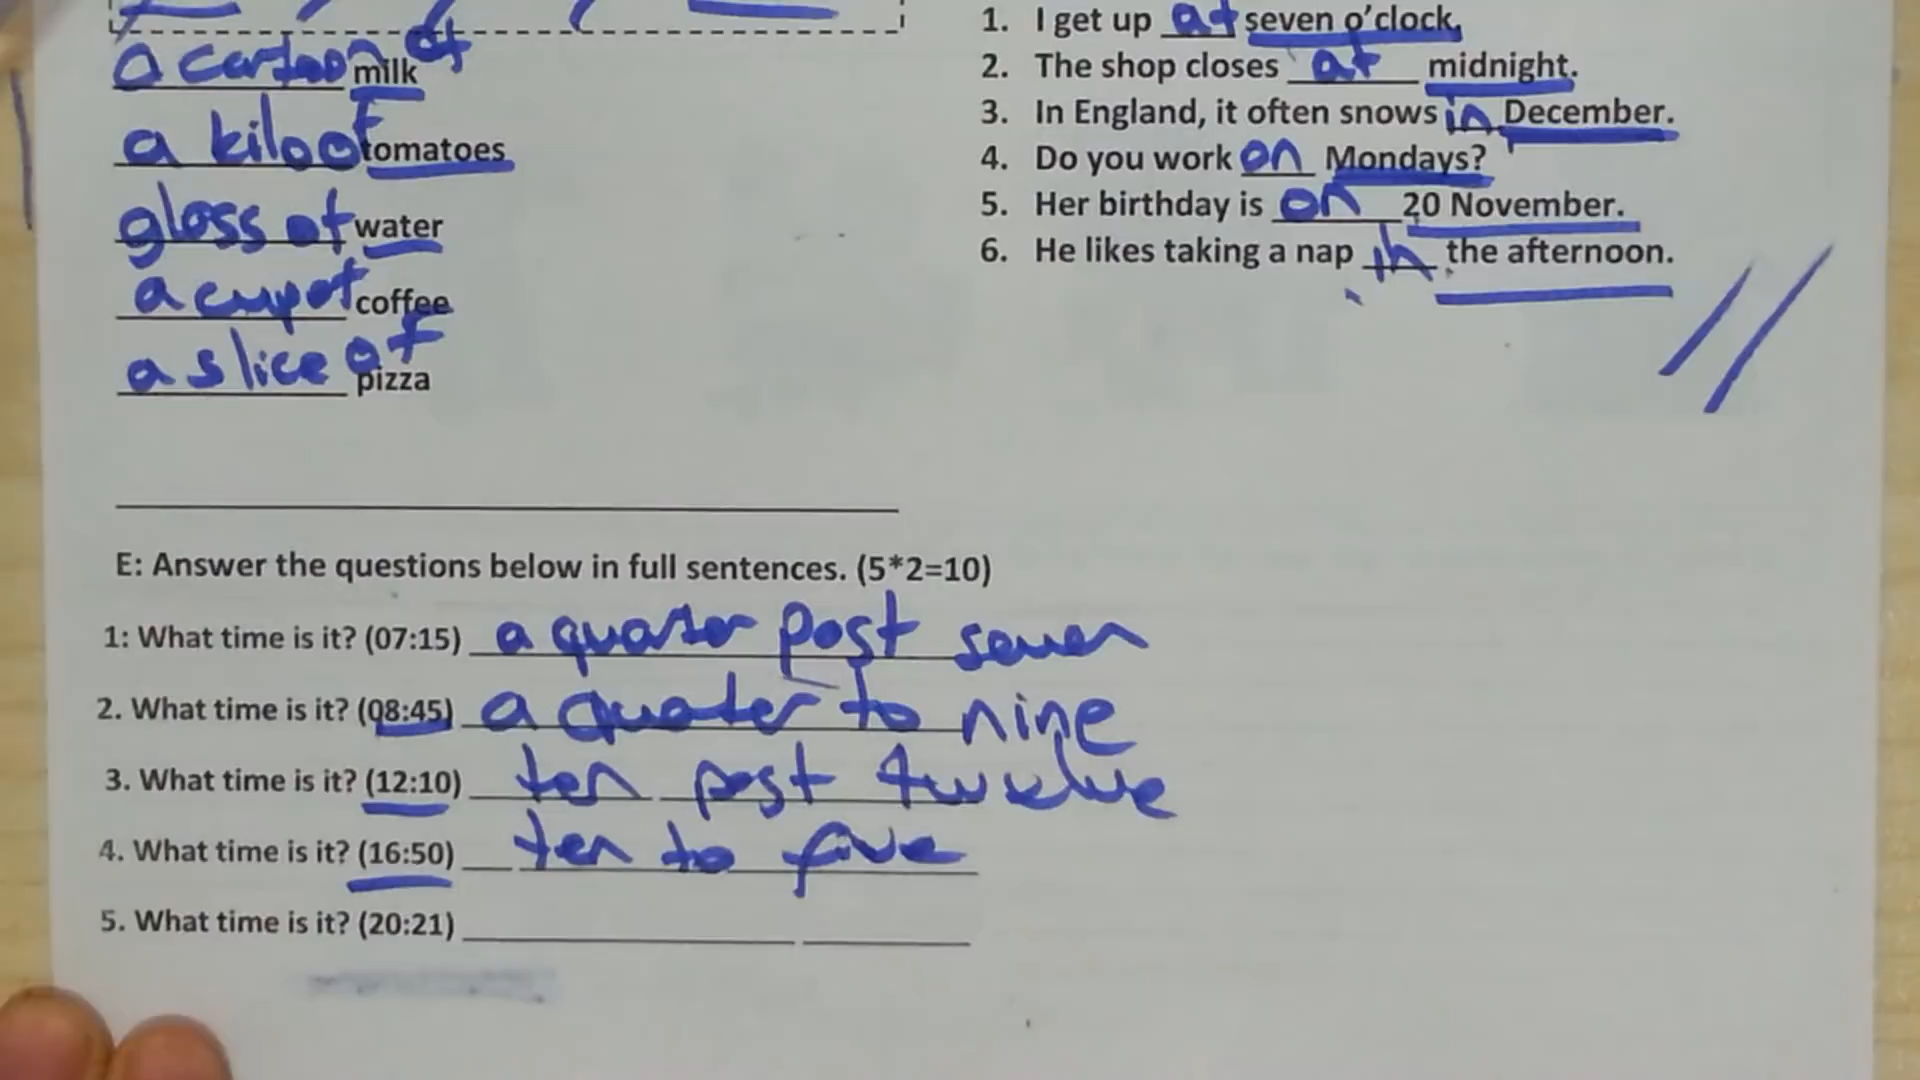 a cartoon of milk
a kilo of tomatoes
glass of water
a cup of coffee
a slice of pizza
1. I get up at seven o'clock.
2. The shop closes at midnight.
3. In England, it often snows in December.
4. Do you work on Mondays?
5. Her birthday is on 20 November.
6. He likes taking a nap in the afternoon.
E: Answer the questions below in full sentences. (5*2=10)
1: What time is it? (07:15) a quarter past seven
2. What time is it? (08:45) a quater to nine
3. What time is it? (12:10) ten past twelve
4. What time is it? (16:50) ten to five
5. What time is it? (20:21)